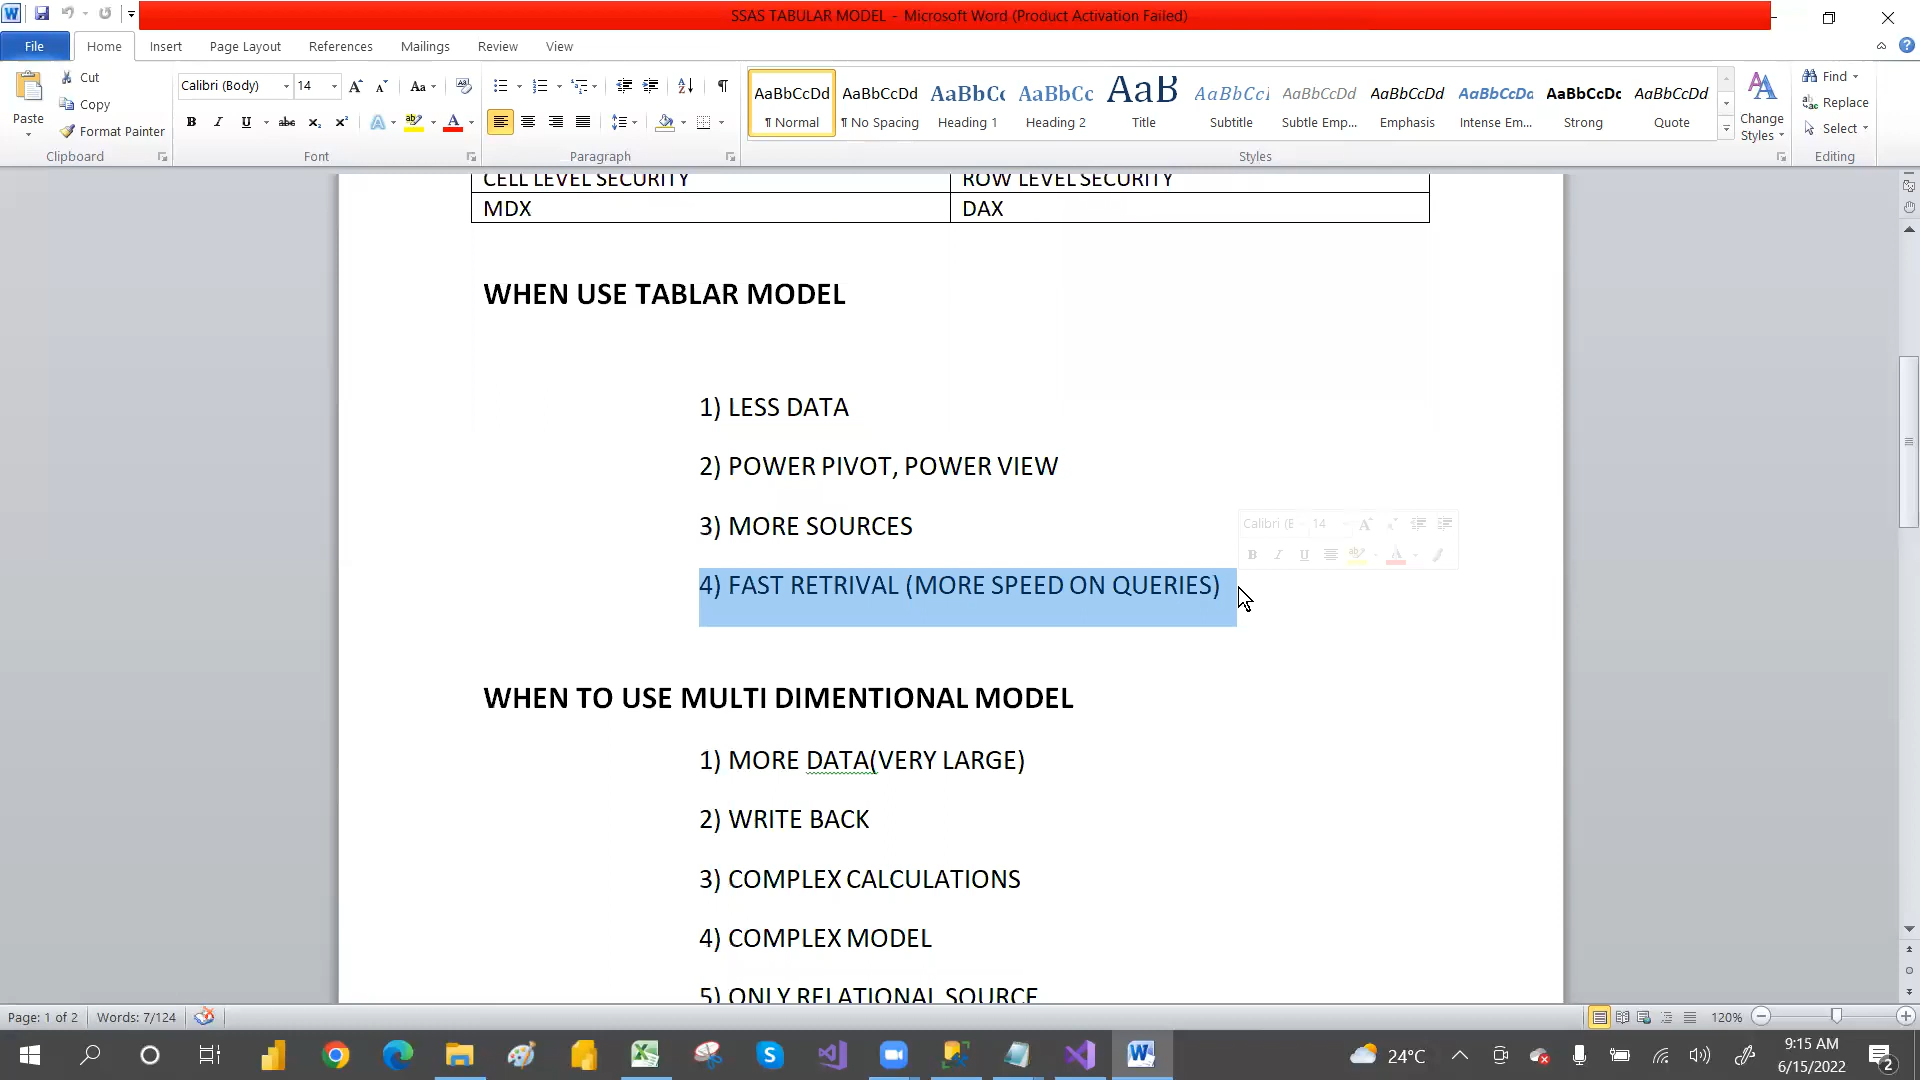 SSAS TABULAR MODEL - Microsoft Word (Product Activation Failed)
File Home Insert Page Layout References Mailings Review View
Paste
Cut
Copy
Format Painter
Clipboard
Calibri (Body) 14
Font
Paragraph
AaBbCcDd AaBbCcDd AaBbCc AaBbCc AaB AaBbCcI AaBbCcDd AaBbCcDd AaBbCcDd AaBbCcDc AaBbCcDd
¶ Normal ¶ No Spacing Heading 1 Heading 2 Title Subtitle Subtle Emp... Emphasis Intense Em... Strong Quote
Change Styles
Styles
Find
Replace
Select
Editing
CELL LEVEL SECURITY ROW LEVEL SECURITY
MDX DAX
WHEN USE TABLAR MODEL
1) LESS DATA
2) POWER PIVOT, POWER VIEW
3) MORE SOURCES
Calibri (E 14
4) FAST RETRIVAL (MORE SPEED ON QUERIES)
WHEN TO USE MULTI DIMENTIONAL MODEL
1) MORE DATA(VERY LARGE)
2) WRITE BACK
3) COMPLEX CALCULATIONS
4) COMPLEX MODEL
5) ONLY RELATIONAL SOURCE
Page: 1 of 2 Words: 7/124 120%
24°C
9:15 AM
6/15/2022
2